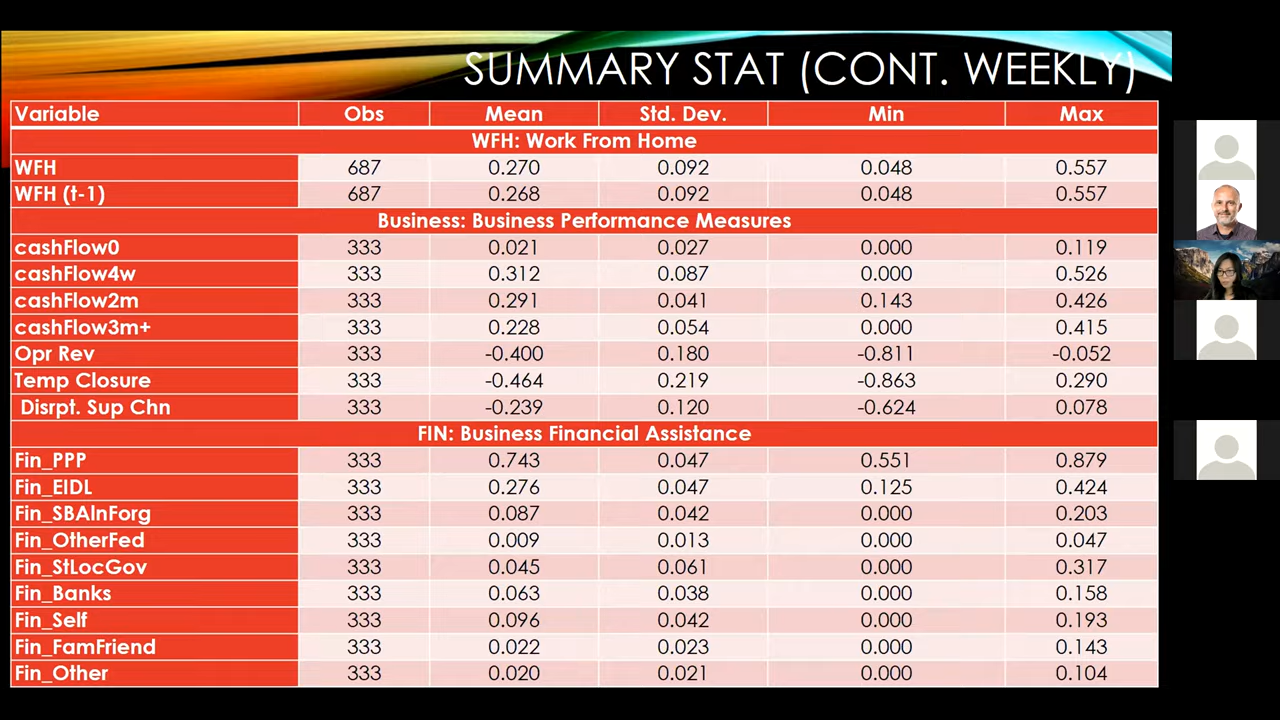 SUMMARY STAT (CONT. WEEKLY)
Variable Obs Mean Std. Dev. Min Max
WFH: Work From Home
WFH 687 0.270 0.092 0.048 0.557
WFH (t-1) 687 0.268 0.092 0.048 0.557
Business: Business Performance Measures
cashFlow0 333 0.021 0.027 0.000 0.119
cashFlow4w 333 0.312 0.087 0.000 0.526
cashFlow2m 333 0.291 0.041 0.143 0.426
cashFlow3m+ 333 0.228 0.054 0.000 0.415
Opr Rev 333 -0.400 0.180 -0.811 -0.052
Temp Closure 333 -0.464 0.219 -0.863 0.290
Disrpt. Sup Chn 333 -0.239 0.120 -0.624 0.078
FIN: Business Financial Assistance
Fin_PPP 333 0.743 0.047 0.551 0.879
Fin_EIDL 333 0.276 0.047 0.125 0.424
Fin_SBAlnForg 333 0.087 0.042 0.000 0.203
Fin_OtherFed 333 0.009 0.013 0.000 0.047
Fin_StLocGov 333 0.045 0.061 0.000 0.317
Fin_Banks 333 0.063 0.038 0.000 0.158
Fin_Self 333 0.096 0.042 0.000 0.193
Fin_FamFriend 333 0.022 0.023 0.000 0.143
Fin_Other 333 0.020 0.021 0.000 0.104